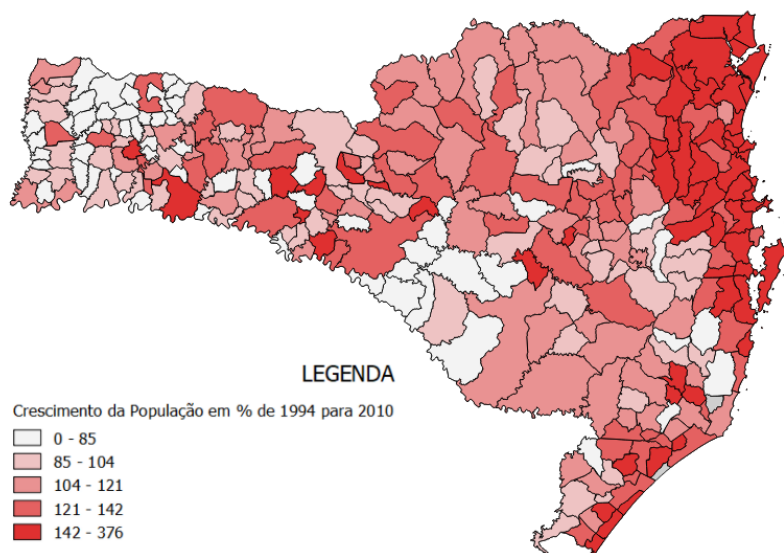 LEGENDA
Crescimento da População em % de 1994 para 2010
0 - 85
85 - 104
104 - 121
121 - 142
142 - 376